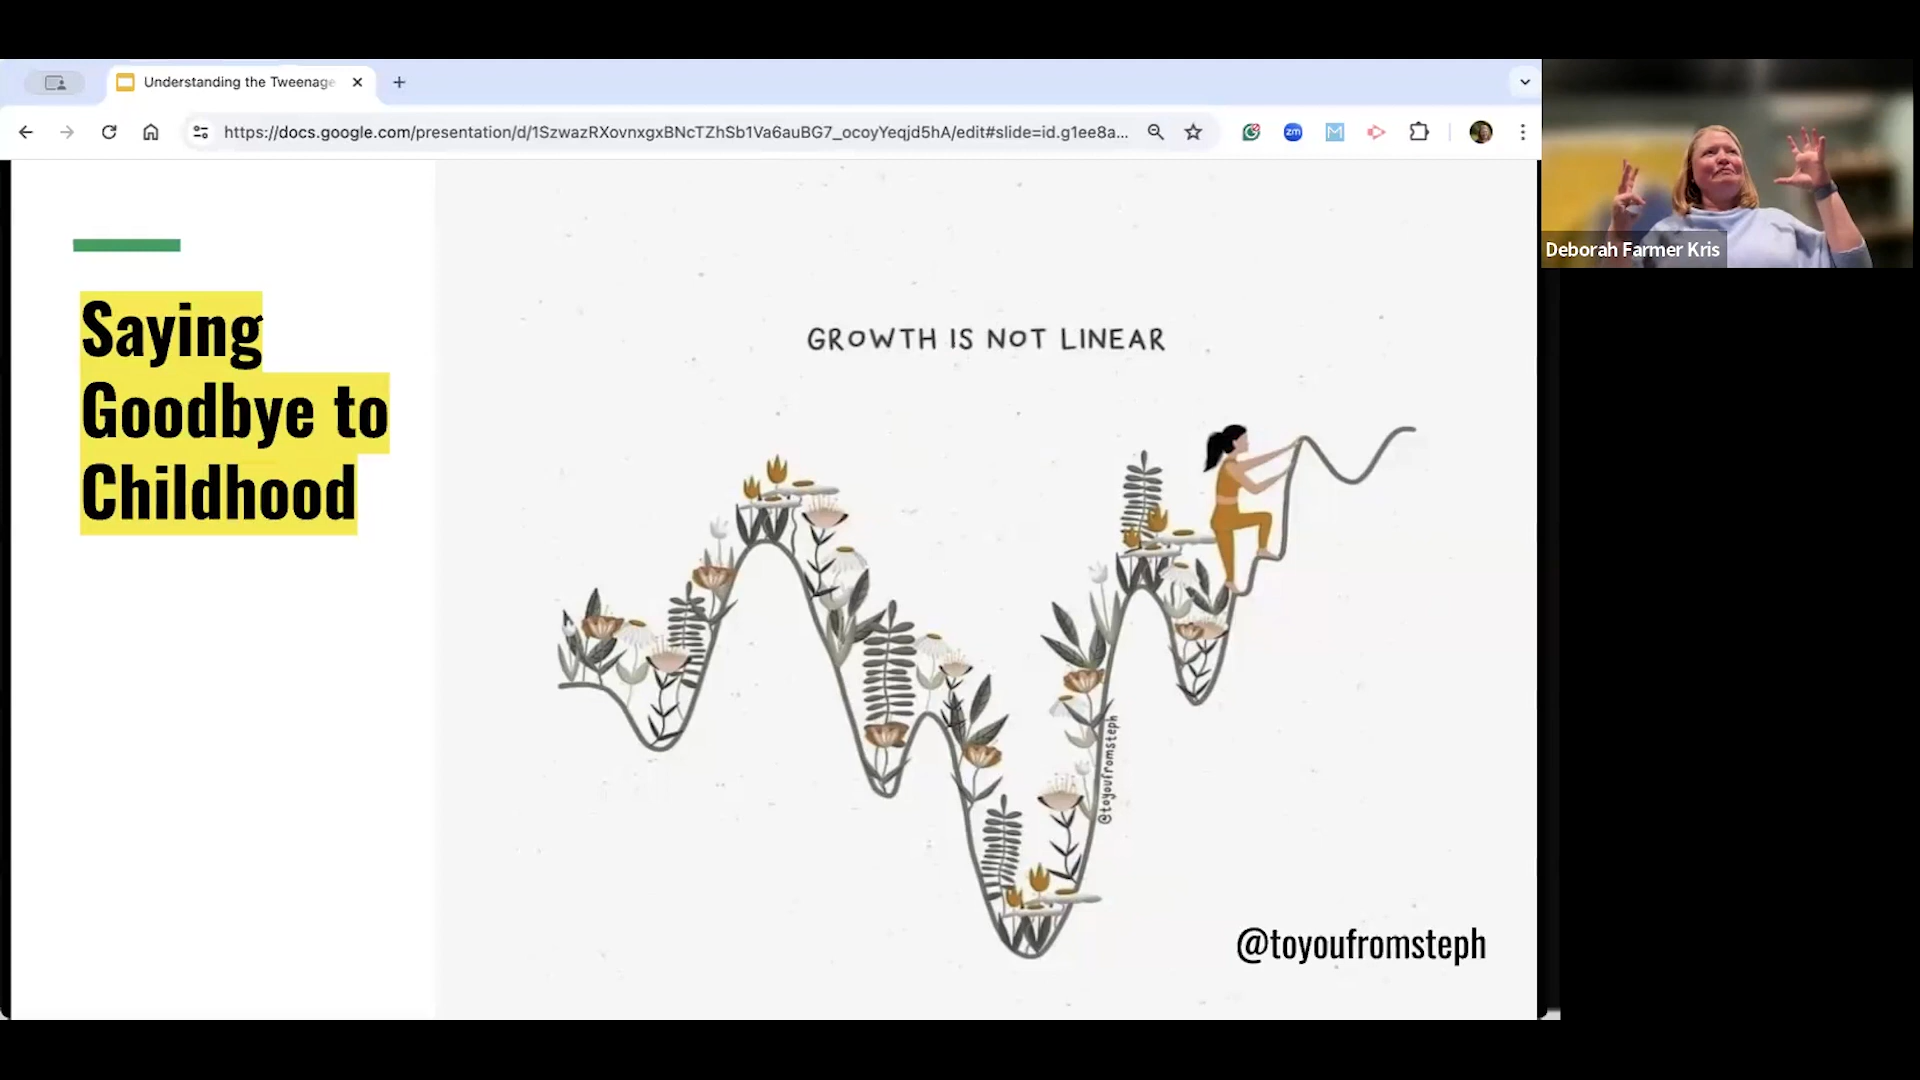 Understanding the Tweenage
https://docs.google.com/presentation/d/1SzwazRXovnxgxBNcTZhSb1Va6auBG7_ocoyYeqjd5hA/edit#slide=id.g1ee8a...
zm
M
Deborah Farmer Kris
Saying
Goodbye to
Childhood
GROWTH IS NOT LINEAR
@toyoufromsteph
@toyoufromsteph